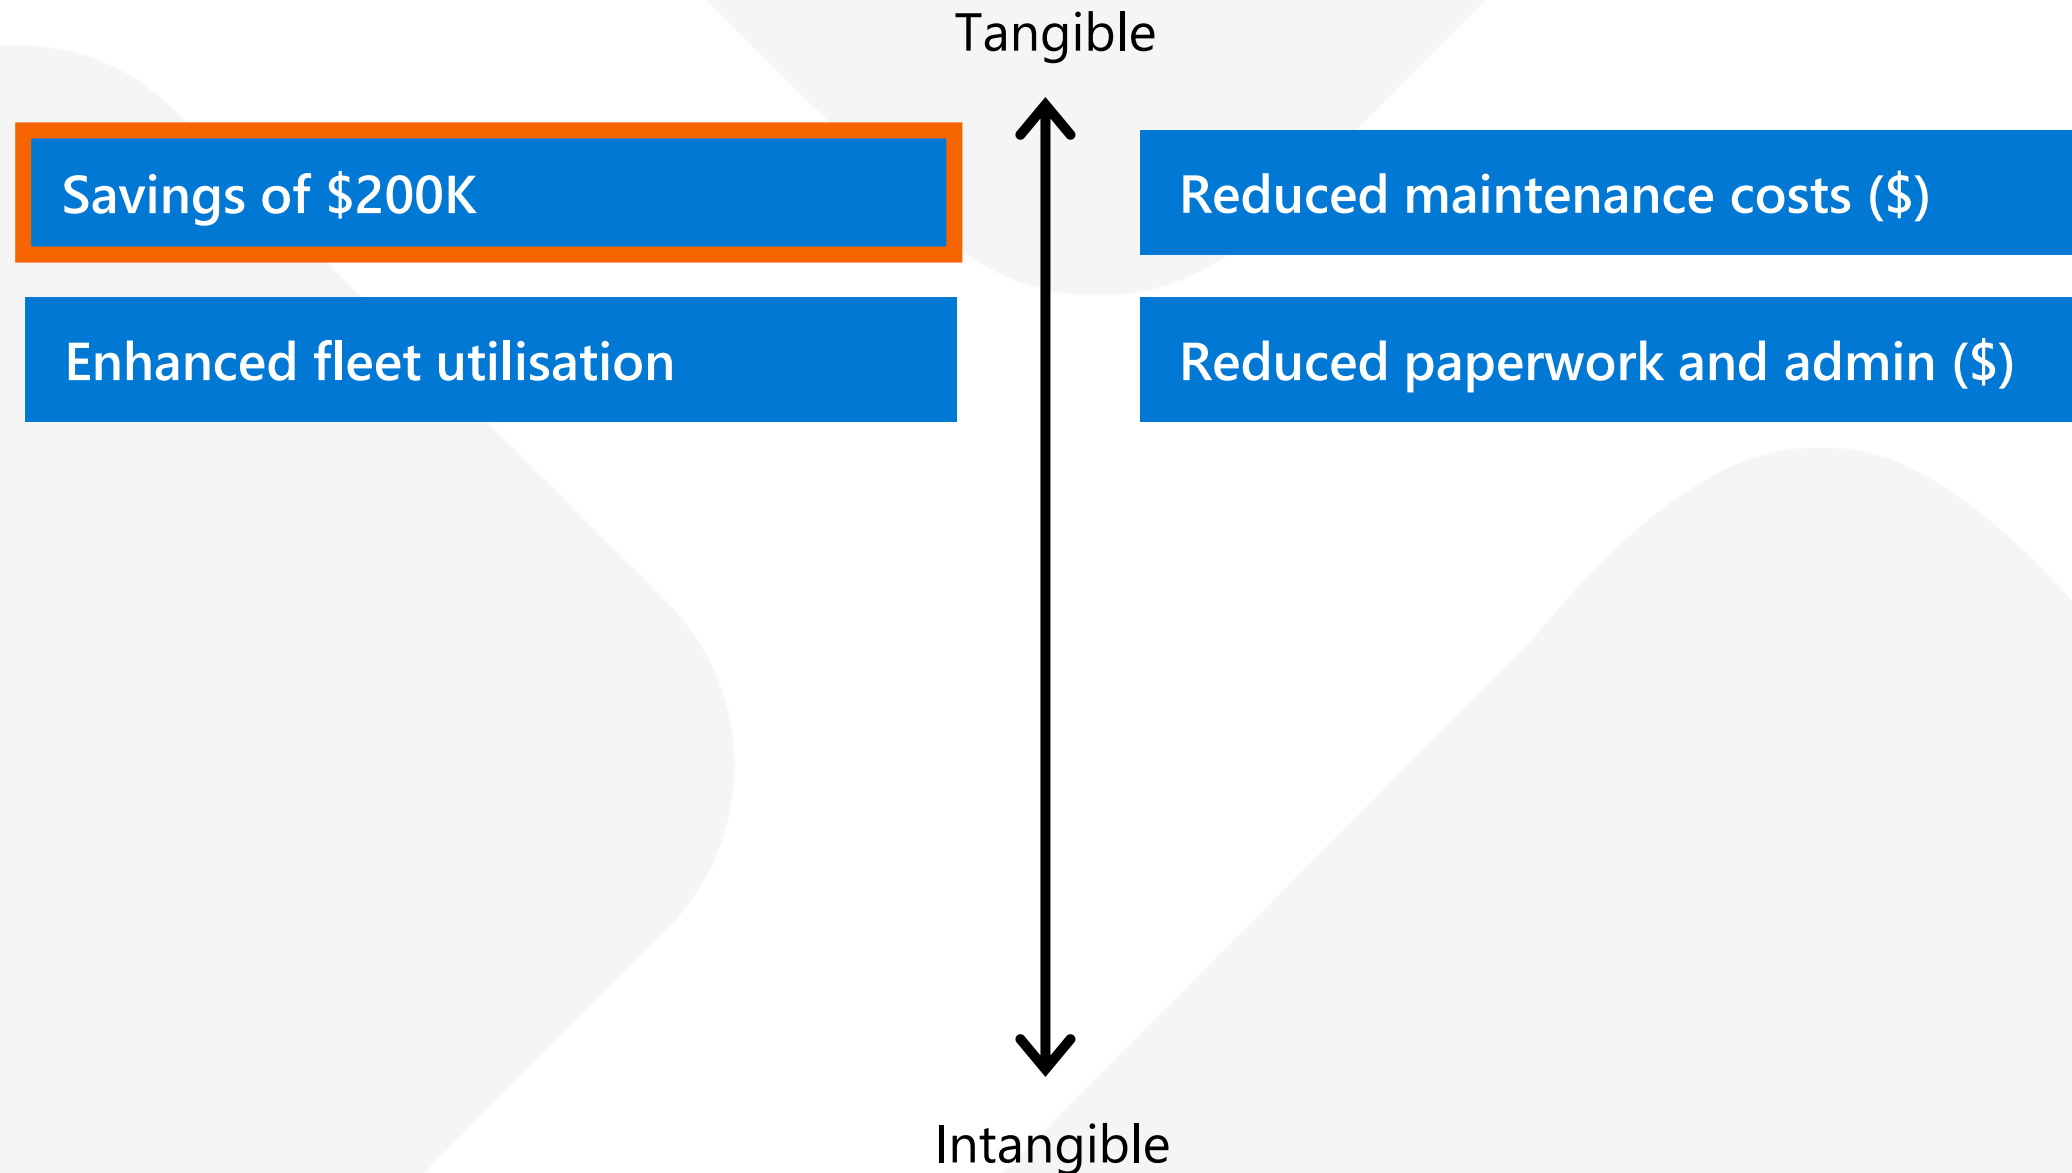 Tangible
Savings of $200K
Reduced maintenance costs ($)
Enhanced fleet utilisation
Reduced paperwork and admin ($)
Intangible